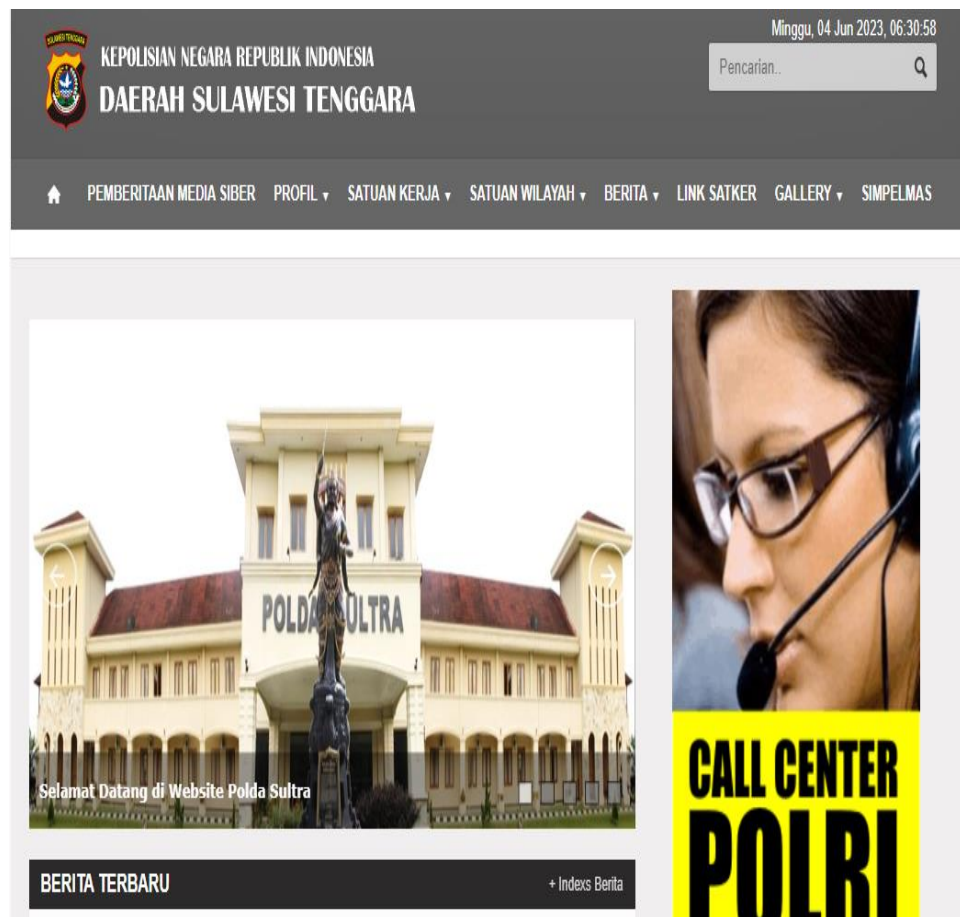 Minggu, 04 Jun 2023, 06:30:58
SULAWESI TENGGARA
KEPOLISIAN NEGARA REPUBLIK INDONESIA
DAERAH SULAWESI TENGGARA
Pencarian..
PEMBERITAAN MEDIA SIBER PROFIL SATUAN KERJA SATUAN WILAYAH BERITA LINK SATKER GALLERY SIMPELMAS
POLDA SULTRA
Selamat Datang di Website Polda Sultra
CALL CENTER
POLRI
BERITA TERBARU
+ Indexs Berita